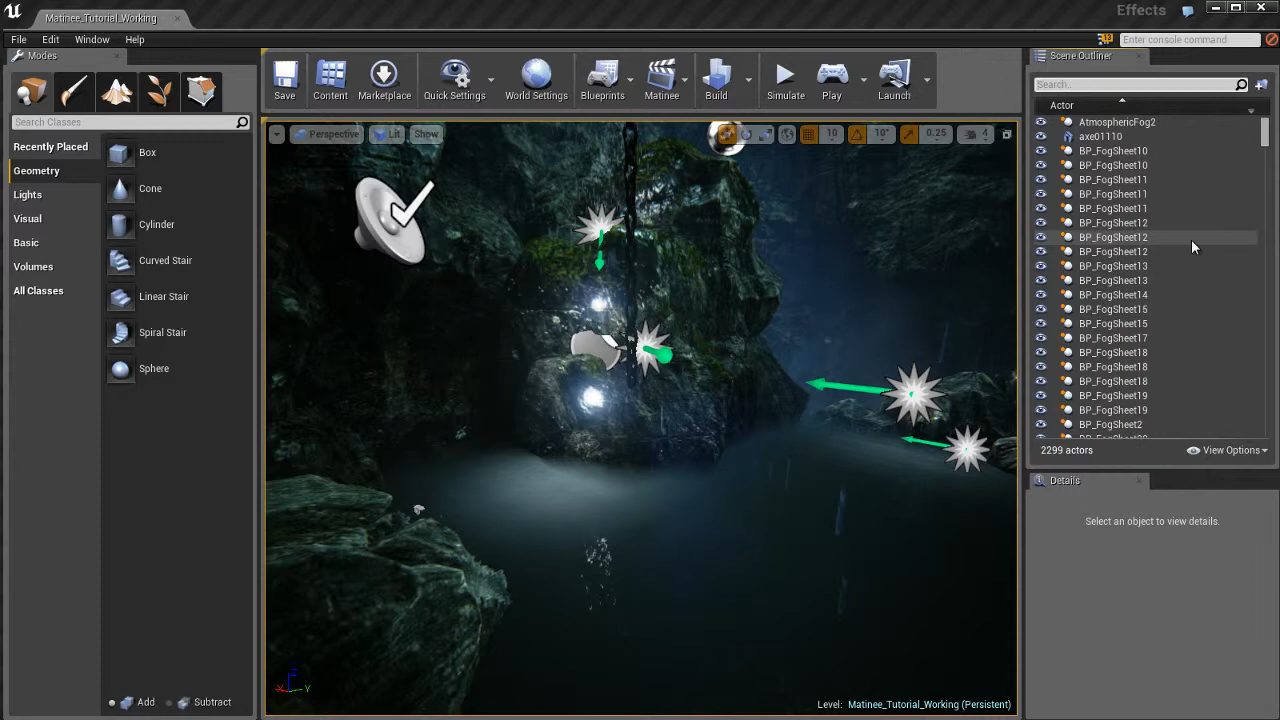 Matinee_Tutorial_Working
Effects
File Edit Window Help
Enter console command
Modes
Search Classes
Recently Placed
Geometry
Lights
Visual
Basic
Volumes
All Classes
Box
Cone
Cylinder
Curved Stair
Linear Stair
Spiral Stair
Sphere
Add Subtract
Save Content Marketplace Quick Settings World Settings Blueprints Matinee Build Simulate Play Launch
Perspective Lit Show 10 10° 0.25 4
Level: Matinee_Tutorial_Working (Persistent)
Scene Outliner
Search..
Actor
AtmosphericFog2
axe01110
BP_FogSheet10
BP_FogSheet10
BP_FogSheet11
BP_FogSheet11
BP_FogSheet11
BP_FogSheet12
BP_FogSheet12
BP_FogSheet12
BP_FogSheet13
BP_FogSheet13
BP_FogSheet14
BP_FogSheet15
BP_FogSheet15
BP_FogSheet17
BP_FogSheet18
BP_FogSheet18
BP_FogSheet18
BP_FogSheet19
BP_FogSheet19
BP_FogSheet2
2299 actors View Options
Details
Select an object to view details.